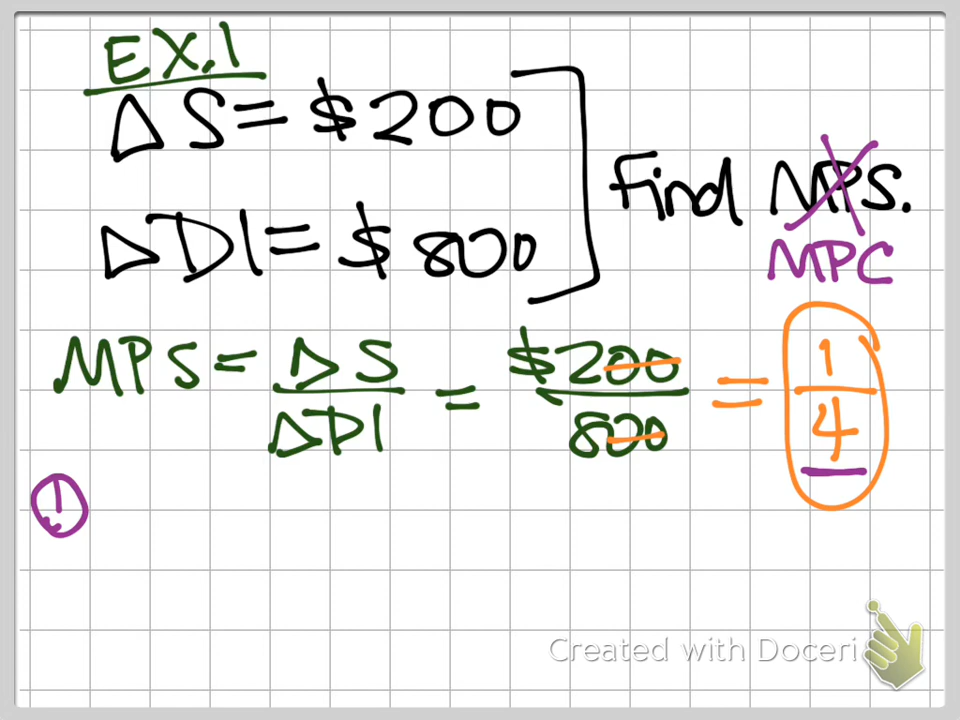 EX.1
ΔS = $200
ΔDI = $800
Find MPS.
MPC
MPS = ΔS/ΔDI = $200/800 = 1/4
1
Created with Doceri